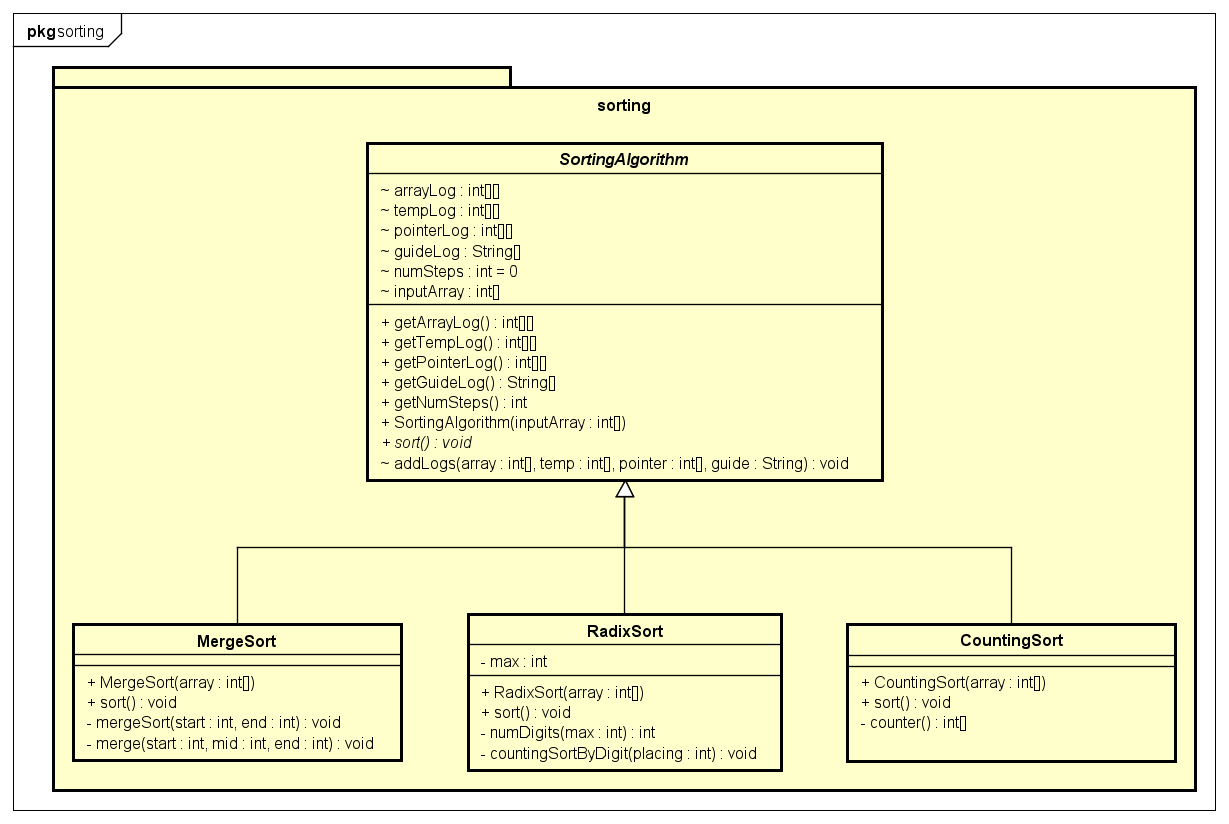 pkg sorting
sorting
SortingAlgorithm
~ arrayLog : int[][]
~ tempLog : int[][]
~ pointerLog : int[][]
~ guideLog : String[]
~ numSteps : int = 0
~ inputArray : int[]
+ getArrayLog() : int[][]
+ getTempLog() : int[][]
+ getPointerLog() : int[][]
+ getGuideLog() : String[]
+ getNumSteps() : int
+ SortingAlgorithm(inputArray : int[])
+ sort() : void
~ addLogs(array : int[], temp : int[], pointer : int[], guide : String) : void
MergeSort
+ MergeSort(array : int[])
+ sort() : void
- mergeSort(start : int, end : int) : void
- merge(start : int, mid : int, end : int) : void
RadixSort
- max : int
+ RadixSort(array : int[])
+ sort() : void
- numDigits(max : int) : int
- countingSortByDigit(placing : int) : void
CountingSort
+ CountingSort(array : int[])
+ sort() : void
- counter() : int[]